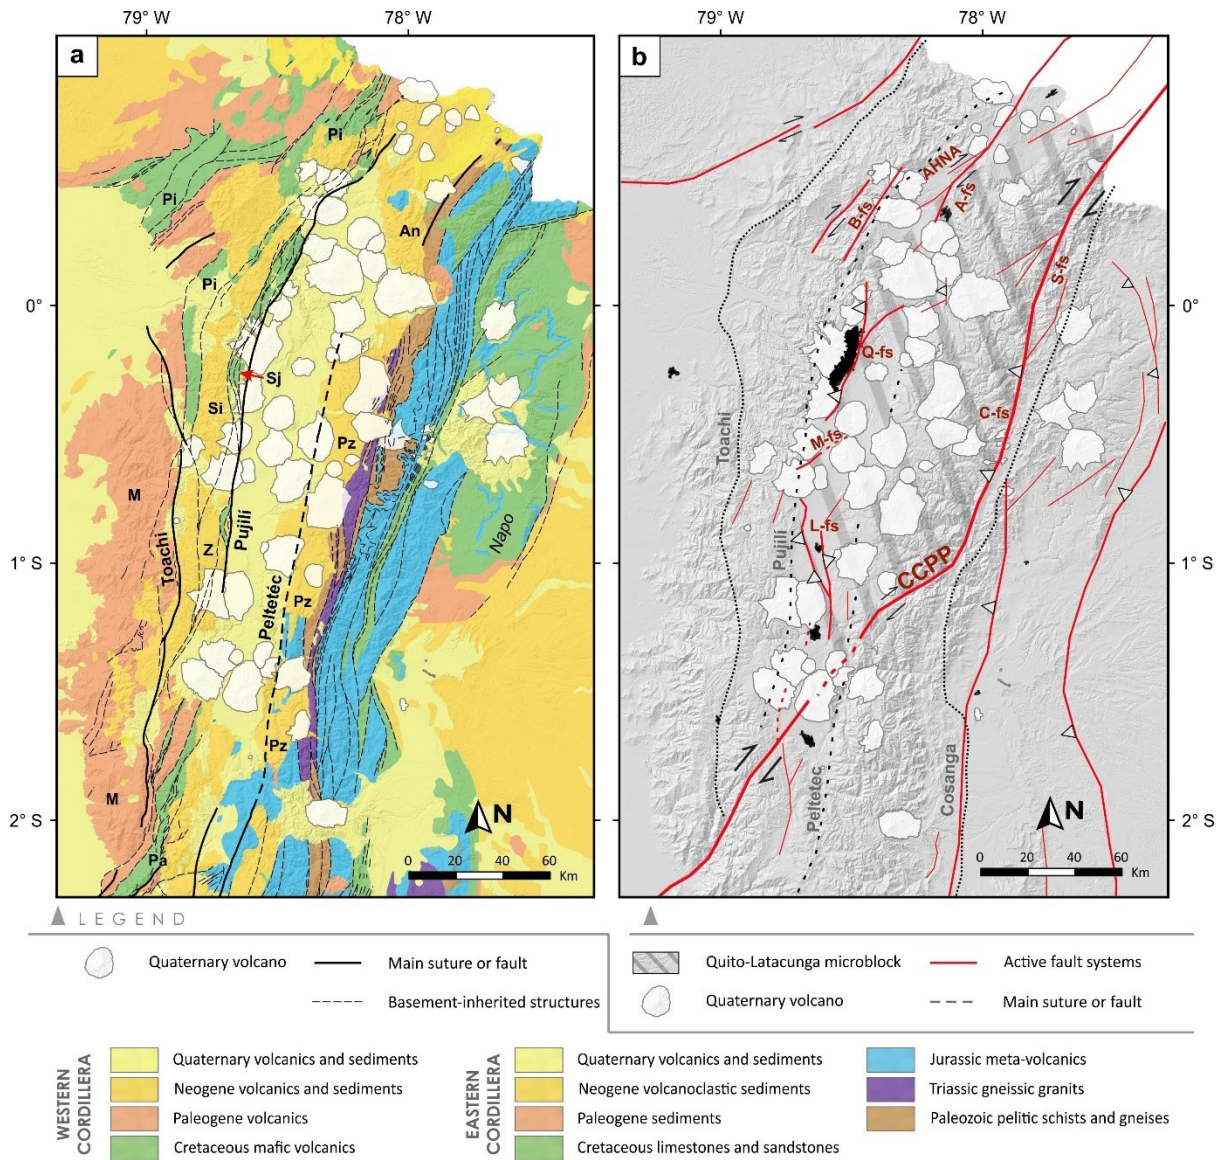 79° W
78° W
79° W
78° W
a
b
Pi
Pi
An
AHNA
B-fs
A-fs
S-fs
Pi
0°
0°
Sj
Q-fs
Si
Pz
Toachi
M-fs
C-fs
M
Z
Toachi
Pujilí
Napo
Pujilí
L-fs
CCPP
1° S
1° S
Pz
Peltetéc
Pz
M
Peltetec
Cosanga
N
N
2° S
2° S
Pa
0 20 40 60
Km
0 20 40 60
Km
LEGEND
Quaternary volcano
Main suture or fault
Basement-inherited structures
Quito-Latacunga microblock
Active fault systems
Quaternary volcano
Main suture or fault
WESTERN
CORDILLERA
Quaternary volcanics and sediments
Neogene volcanics and sediments
Paleogene volcanics
Cretaceous mafic volcanics
EASTERN
CORDILLERA
Quaternary volcanics and sediments
Neogene volcanoclastic sediments
Paleogene sediments
Cretaceous limestones and sandstones
Jurassic meta-volcanics
Triassic gneissic granits
Paleozoic pelitic schists and gneises